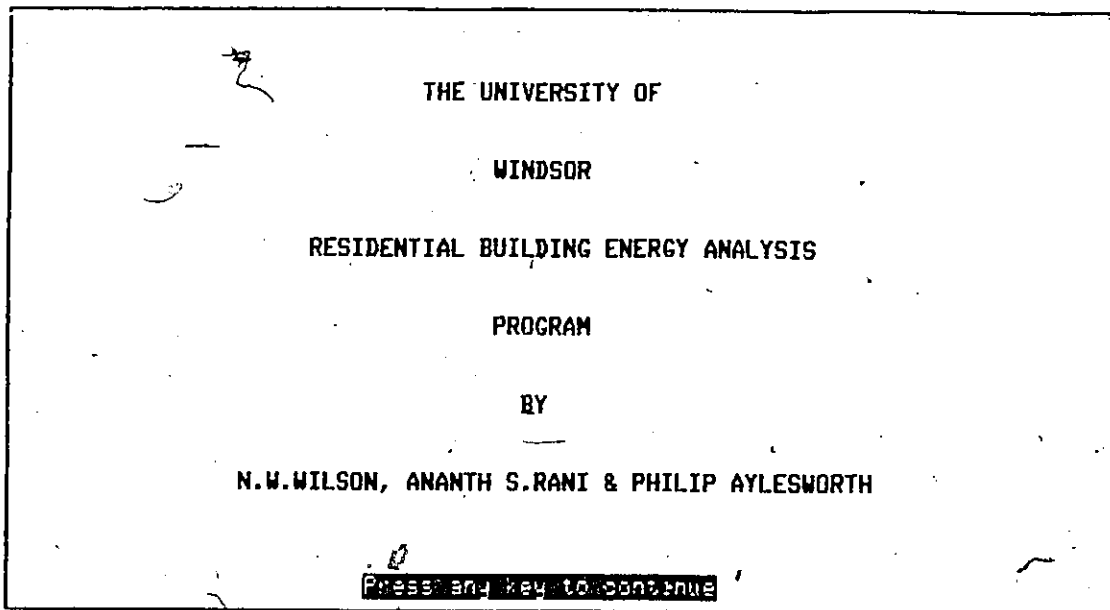 THE UNIVERSITY OF
WINDSOR
RESIDENTIAL BUILDING ENERGY ANALYSIS
PROGRAM
BY
N.W.WILSON, ANANTH S.RANI & PHILIP AYLESWORTH
Press any key to continue